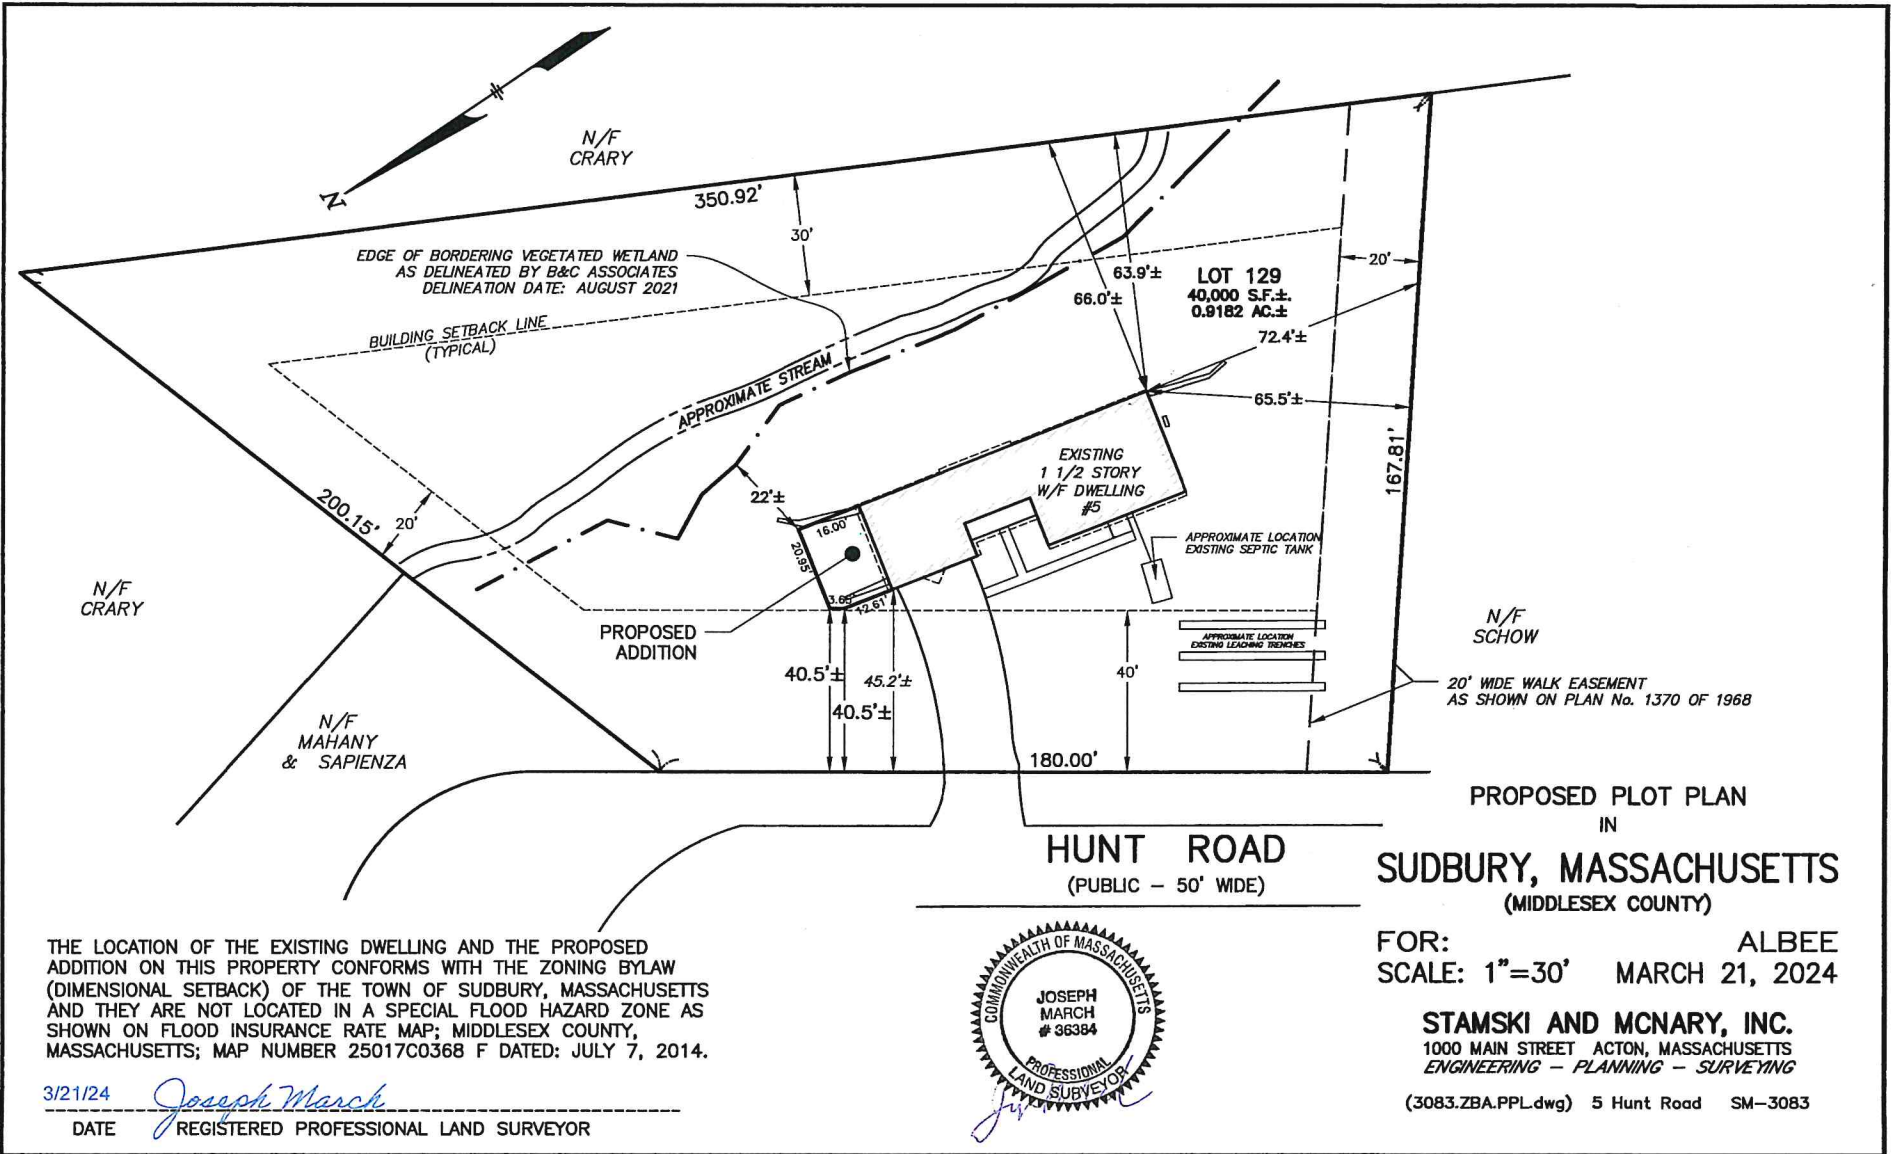 N
N/F
CRARY
350.92'
30'
EDGE OF BORDERING VEGETATED WETLAND
AS DELINEATED BY B&C ASSOCIATES
DELINEATION DATE: AUGUST 2021
BUILDING SETBACK LINE
(TYPICAL)
APPROXIMATE STREAM
63.9'±
66.0'±
LOT 129
40,000 S.F.±.
0.9182 AC.±
20'
72.4'±
65.5'±
167.81'
EXISTING
1 1/2 STORY
W/F DWELLING
#5
200.15'
20'
22'±
16.00'
20.95'
12.61'
APPROXIMATE LOCATION
EXISTING SEPTIC TANK
N/F
CRARY
PROPOSED
ADDITION
APPROXIMATE LOCATION
EXISTING LEACHING TRENCHES
N/F
SCHOW
40.5'±
45.2'±
40.5'±
40'
20' WIDE WALK EASEMENT
AS SHOWN ON PLAN No. 1370 OF 1968
N/F
MAHANY
& SAPIENZA
180.00'
HUNT ROAD
(PUBLIC – 50' WIDE)
PROPOSED PLOT PLAN
IN
SUDBURY, MASSACHUSETTS
(MIDDLESEX COUNTY)
FOR: ALBEE
SCALE: 1"=30' MARCH 21, 2024
STAMSKI AND MCNARY, INC.
1000 MAIN STREET ACTON, MASSACHUSETTS
ENGINEERING – PLANNING – SURVEYING
(3083.ZBA.PPL.dwg) 5 Hunt Road SM–3083
COMMONWEALTH OF MASSACHUSETTS
JOSEPH
MARCH
# 36384
PROFESSIONAL
LAND SURVEYOR
THE LOCATION OF THE EXISTING DWELLING AND THE PROPOSED
ADDITION ON THIS PROPERTY CONFORMS WITH THE ZONING BYLAW
(DIMENSIONAL SETBACK) OF THE TOWN OF SUDBURY, MASSACHUSETTS
AND THEY ARE NOT LOCATED IN A SPECIAL FLOOD HAZARD ZONE AS
SHOWN ON FLOOD INSURANCE RATE MAP; MIDDLESEX COUNTY,
MASSACHUSETTS; MAP NUMBER 25017C0368 F DATED: JULY 7, 2014.
3/21/24 Joseph March
DATE REGISTERED PROFESSIONAL LAND SURVEYOR